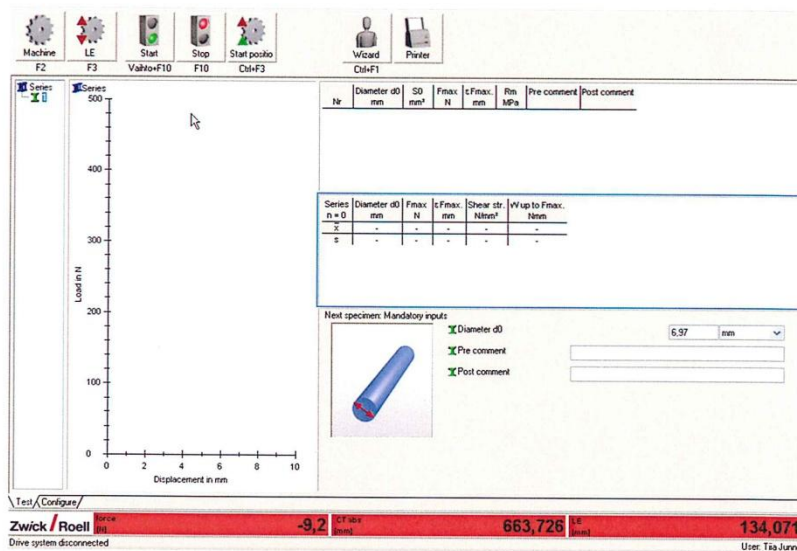 Machine LE Start Stop Start positio Wizard Printer
F2 F3 Vaihto+F10 F10 Ctrl+F3 Ctrl+F1
Series
1
Series
500
400
300
200
100
0
Load in N
0 2 4 6 8 10
Displacement in mm
Diameter d0 S0 Fmax εFmax. Rm Pre comment Post comment
Nr mm mm² N mm MPa
Series Diameter d0 Fmax εFmax. Shear str. W up to Fmax.
n = 0 mm N mm N/mm² Nmm
x̅ - - - - -
s - - - - -
Next specimen: Mandatory inputs
Diameter d0 6,97 mm
Pre comment
Post comment
Test Configure
Zwick / Roell force [N] -9,2 CT abs [mm] 663,726 LE [mm] 134,071
Drive system disconnected User: Tiia Junn